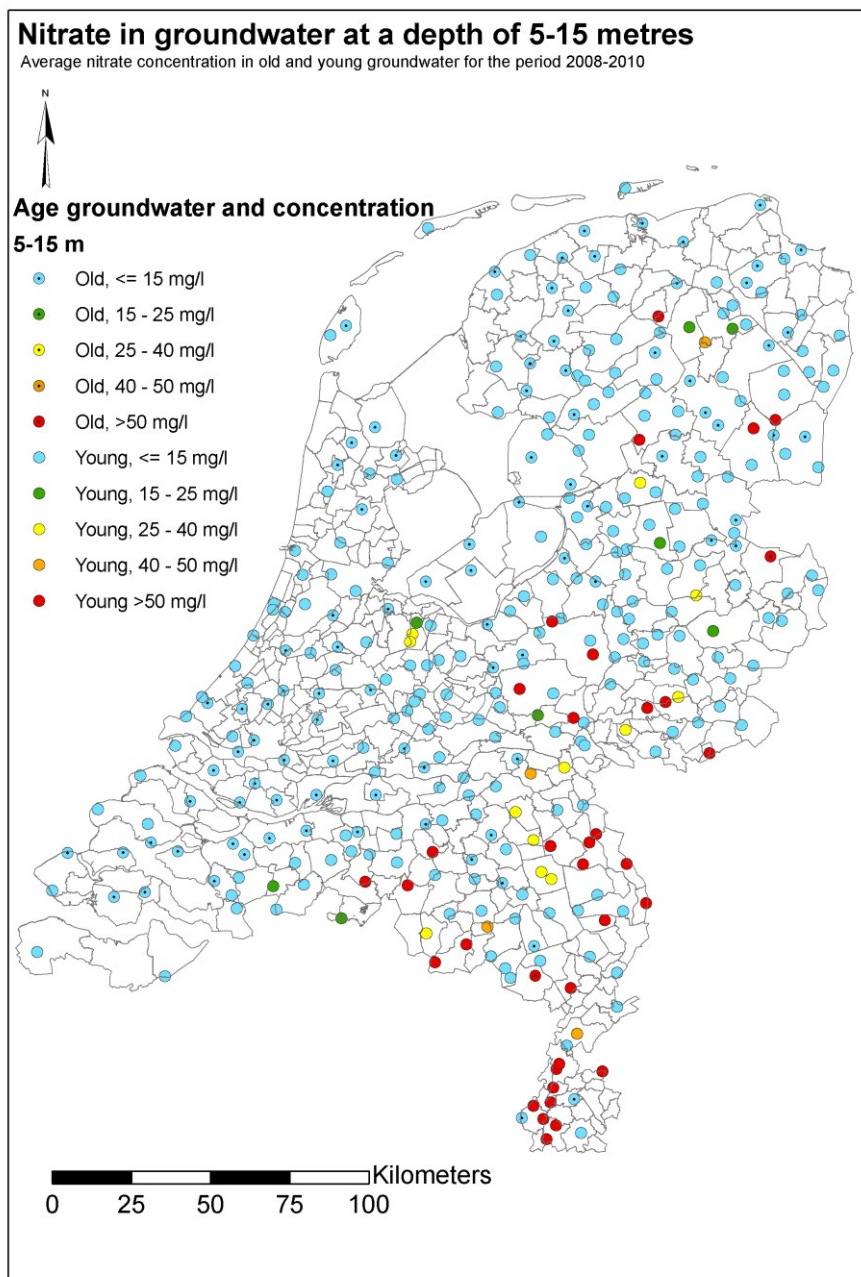 Nitrate in groundwater at a depth of 5-15 metres
Average nitrate concentration in old and young groundwater for the period 2008-2010
N
Age groundwater and concentration
5-15 m
Old, <= 15 mg/l
Old, 15 - 25 mg/l
Old, 25 - 40 mg/l
Old, 40 - 50 mg/l
Old, >50 mg/l
Young, <= 15 mg/l
Young, 15 - 25 mg/l
Young, 25 - 40 mg/l
Young, 40 - 50 mg/l
Young >50 mg/l
Kilometers
0 25 50 75 100